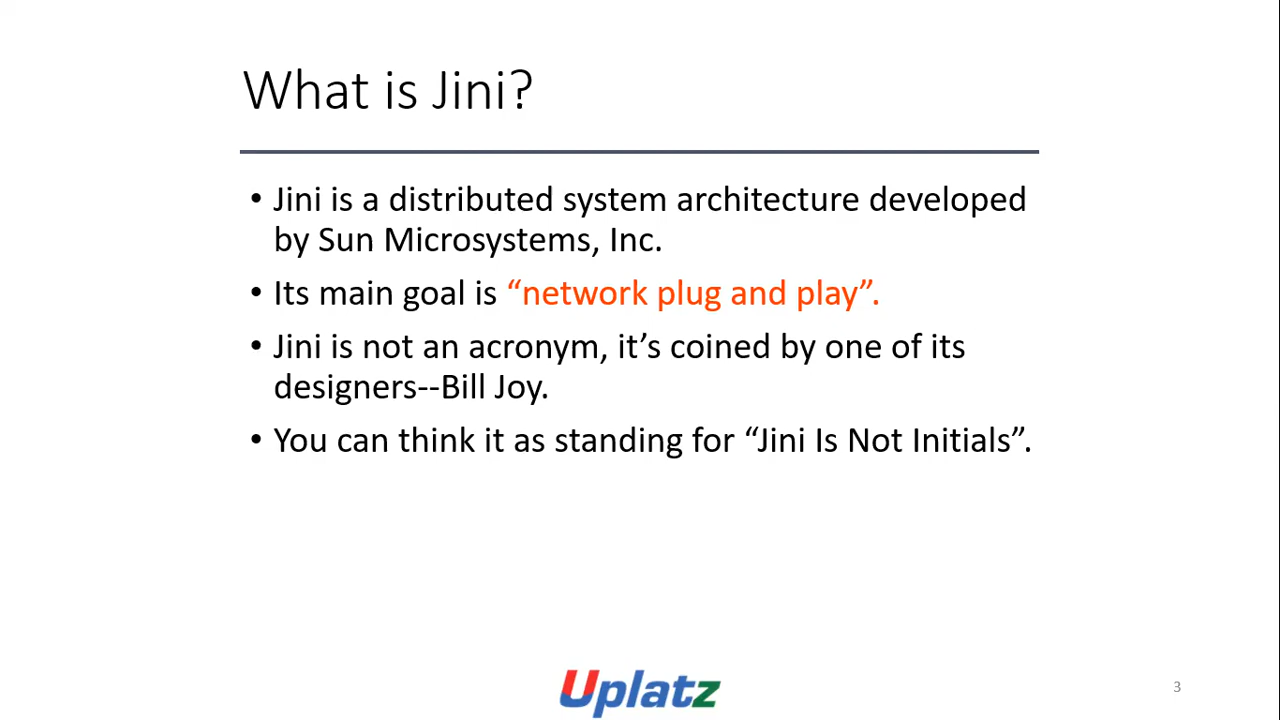 What is Jini?
• Jini is a distributed system architecture developed
by Sun Microsystems, Inc.
• Its main goal is “network plug and play”.
• Jini is not an acronym, it’s coined by one of its
designers--Bill Joy.
• You can think it as standing for “Jini Is Not Initials”.
Uplatz
3